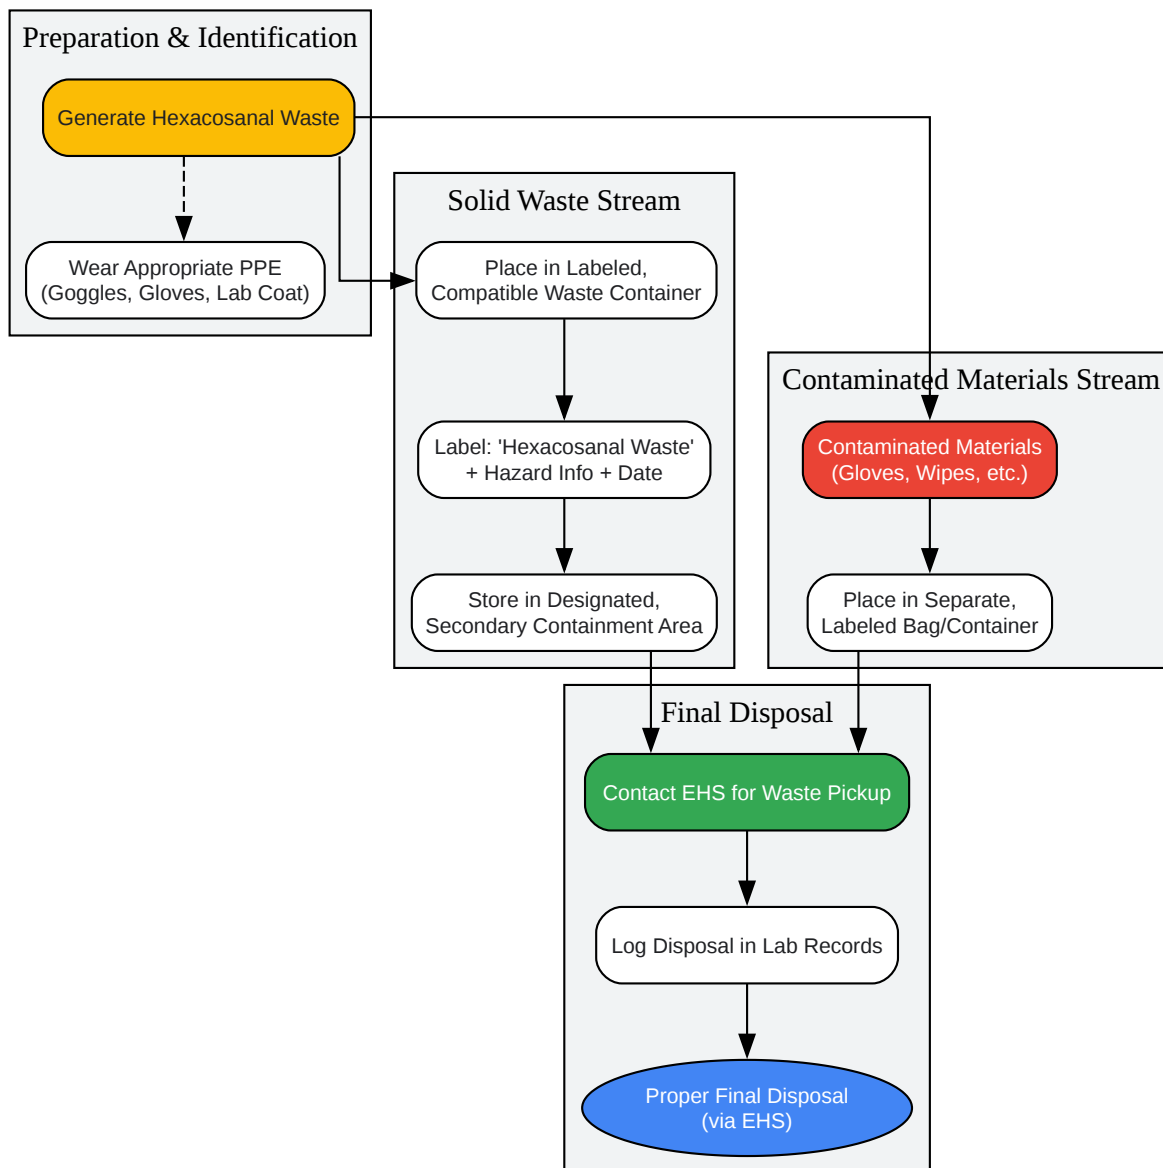 Preparation & Identification
Generate Hexacosanal Waste
Wear Appropriate PPE
(Goggles, Gloves, Lab Coat)
Solid Waste Stream
Place in Labeled,
Compatible Waste Container
Label: 'Hexacosanal Waste'
+ Hazard Info + Date
Store in Designated,
Secondary Containment Area
Contaminated Materials Stream
Contaminated Materials
(Gloves, Wipes, etc.)
Place in Separate,
Labeled Bag/Container
Final Disposal
Contact EHS for Waste Pickup
Log Disposal in Lab Records
Proper Final Disposal
(via EHS)